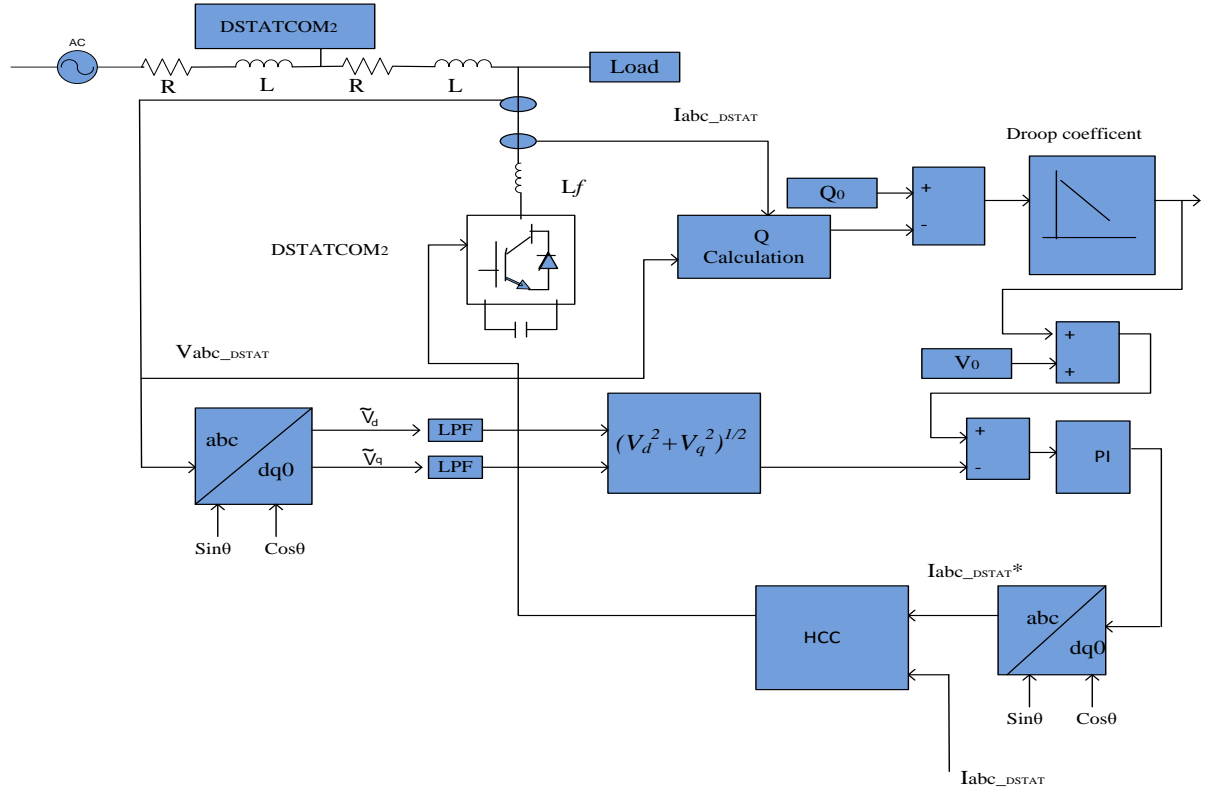 AC
DSTATCOM2
R
L
R
L
Load
Iabc_DSTAT
Droop coefficent
Q0
+
-
Lf
Q
Calculation
DSTATCOM2
Vabc_DSTAT
V0
+
+
abc
dq0
Ṽd
LPF
Ṽq
LPF
(Vd²+Vq²)^1/2
+
-
PI
Sinθ
Cosθ
Iabc_DSTAT*
HCC
abc
dq0
Sinθ
Cosθ
Iabc_DSTAT